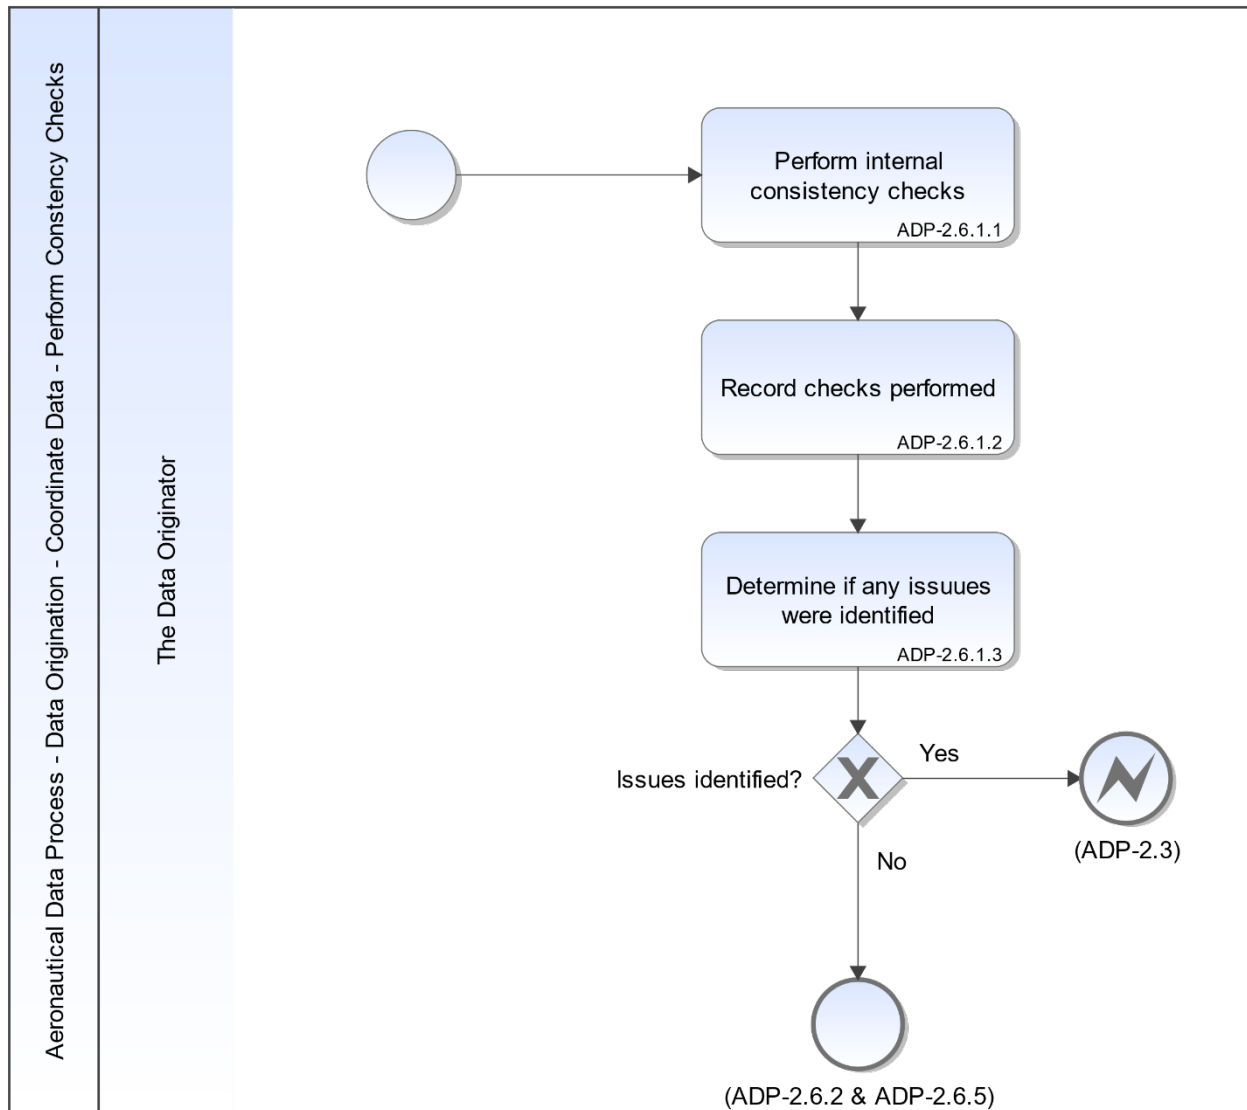 Aeronautical Data Process - Data Origination - Coordinate Data - Perform Constency Checks
The Data Originator
Perform internal
consistency checks
ADP-2.6.1.1
Record checks performed
ADP-2.6.1.2
Determine if any issuues
were identified
ADP-2.6.1.3
Issues identified?
Yes
(ADP-2.3)
No
(ADP-2.6.2 & ADP-2.6.5)